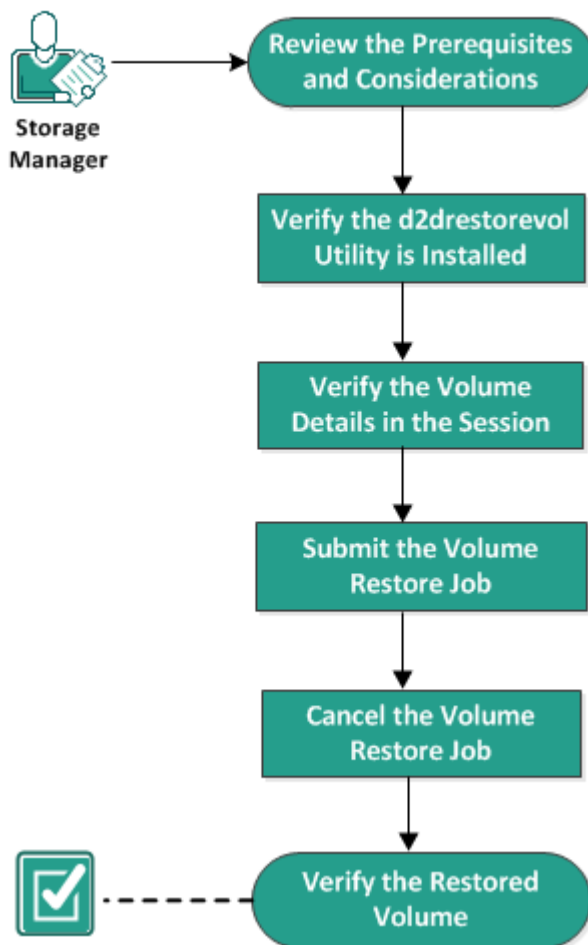 Review the Prerequisites
and Considerations
Storage
Manager
Verify the d2drestorevol
Utility is Installed
Verify the Volume
Details in the Session
Submit the Volume
Restore Job
Cancel the Volume
Restore Job
Verify the Restored
Volume